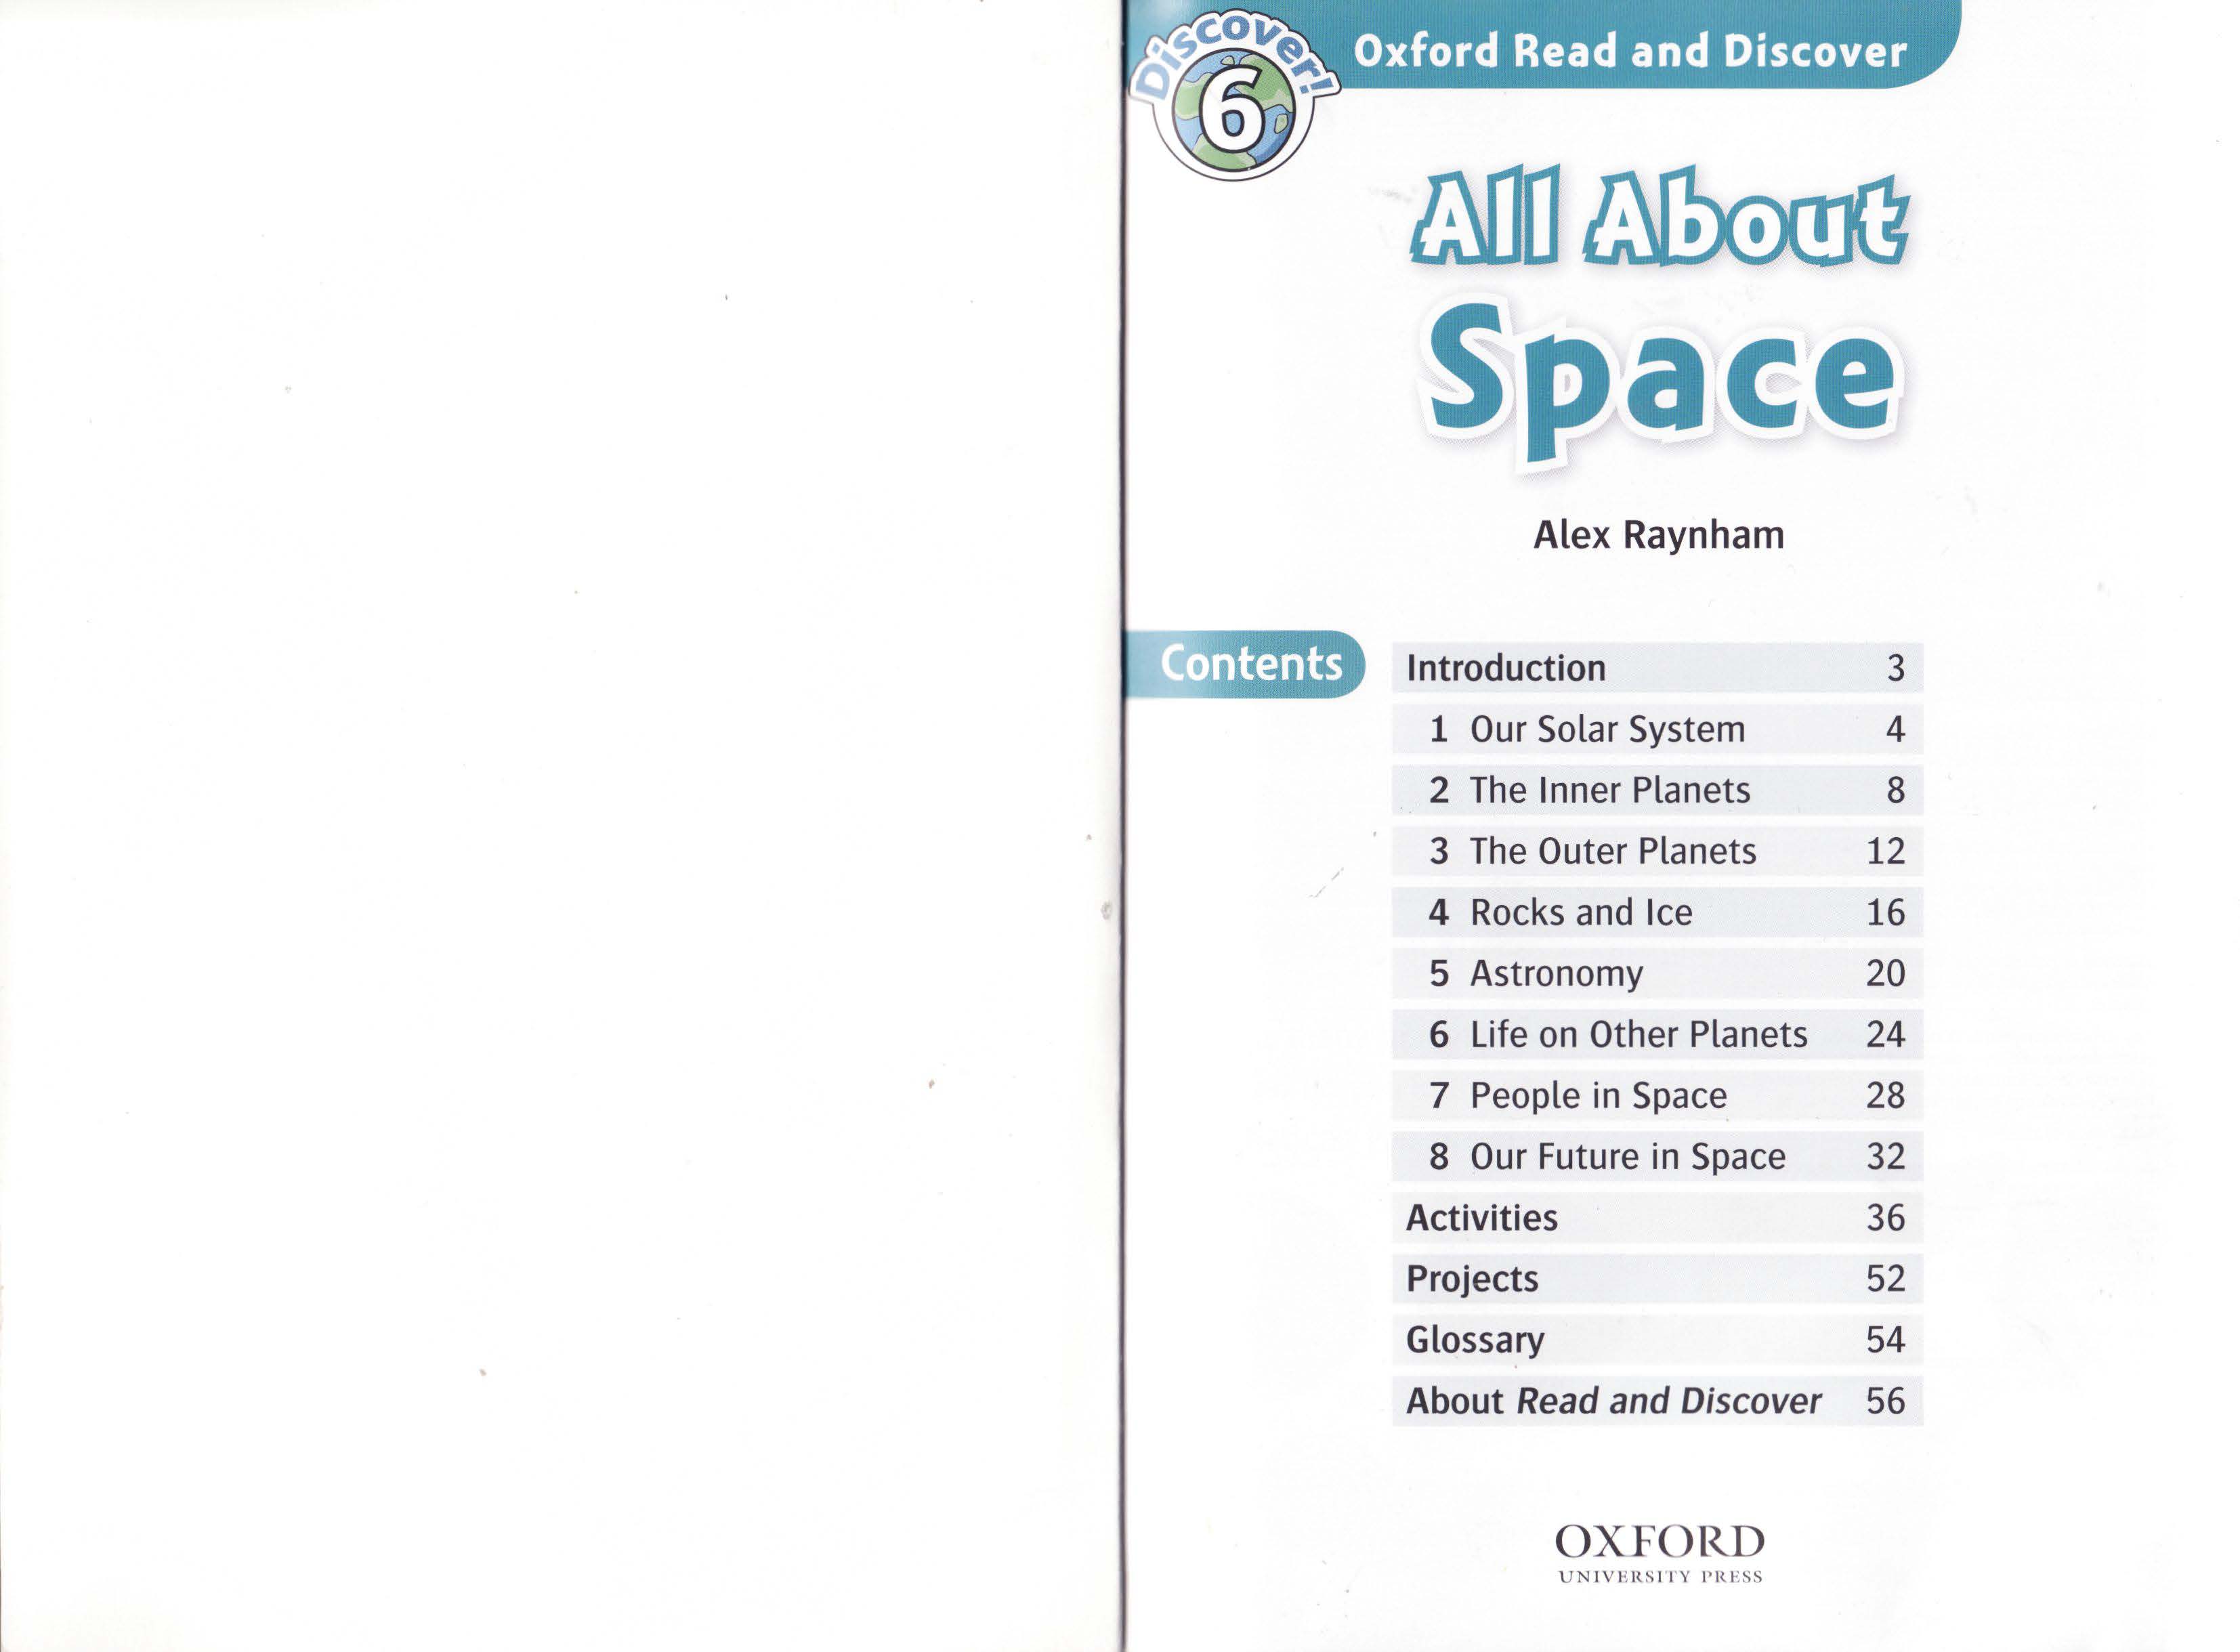 Discover!
6
Oxford Read and Discover
All About
Space
Alex Raynham
Contents
Introduction 3
1 Our Solar System 4
2 The Inner Planets 8
3 The Outer Planets 12
4 Rocks and Ice 16
5 Astronomy 20
6 Life on Other Planets 24
7 People in Space 28
8 Our Future in Space 32
Activities 36
Projects 52
Glossary 54
About Read and Discover 56
OXFORD
UNIVERSITY PRESS